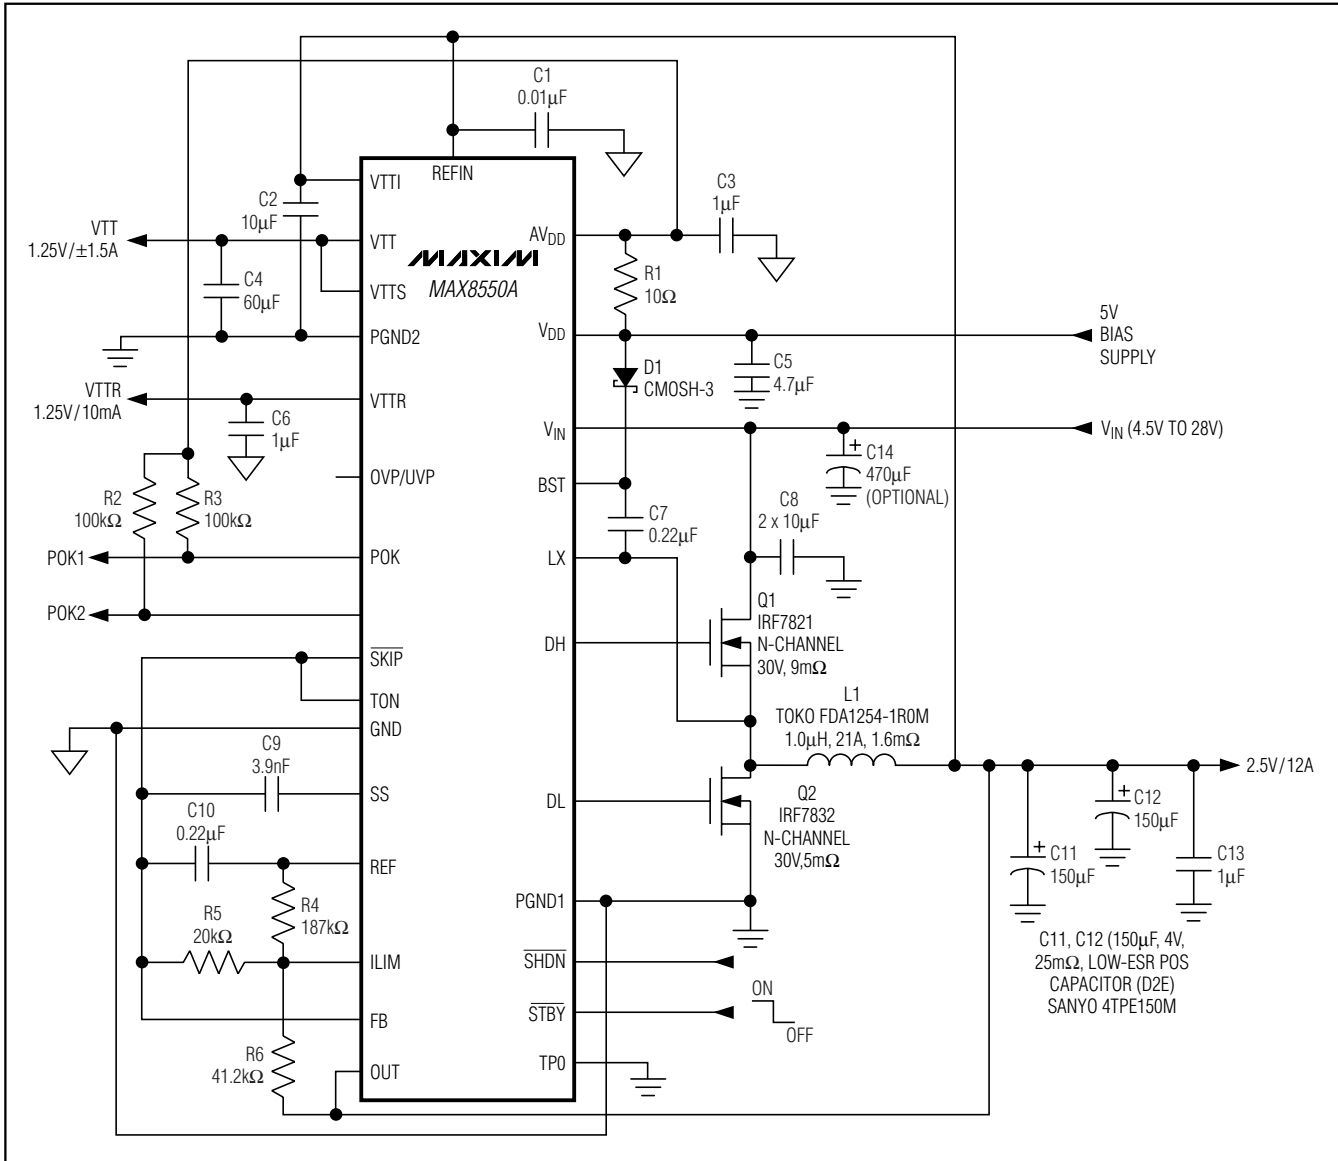 C1
0.01µF
REFIN
VTTI
C2
10µF
C3
1µF
VTT
1.25V/±1.5A
VTT
AVDD
MAXIM
MAX8550A
R1
10Ω
C4
60µF
VTTS
5V
BIAS
SUPPLY
PGND2
VDD
D1
CMOSH-3
C5
4.7µF
VTTR
1.25V/10mA
VTTR
C6
1µF
VIN
VIN (4.5V TO 28V)
+
C14
470µF
(OPTIONAL)
OVP/UVP
BST
R2
100kΩ
R3
100kΩ
C7
0.22µF
C8
2 x 10µF
POK1
POK
LX
POK2
Q1
IRF7821
N-CHANNEL
30V, 9mΩ
DH
SKIP
TON
L1
TOKO FDA1254-1R0M
1.0µH, 21A, 1.6mΩ
GND
C9
3.9nF
2.5V/12A
SS
DL
Q2
IRF7832
N-CHANNEL
30V,5mΩ
+
C12
150µF
C10
0.22µF
+
C11
150µF
C13
1µF
REF
R4
187kΩ
PGND1
R5
20kΩ
C11, C12 (150µF, 4V,
25mΩ, LOW-ESR POS
CAPACITOR (D2E)
SANYO 4TPE150M
ILIM
SHDN
ON
OFF
STBY
FB
R6
41.2kΩ
OUT
TP0